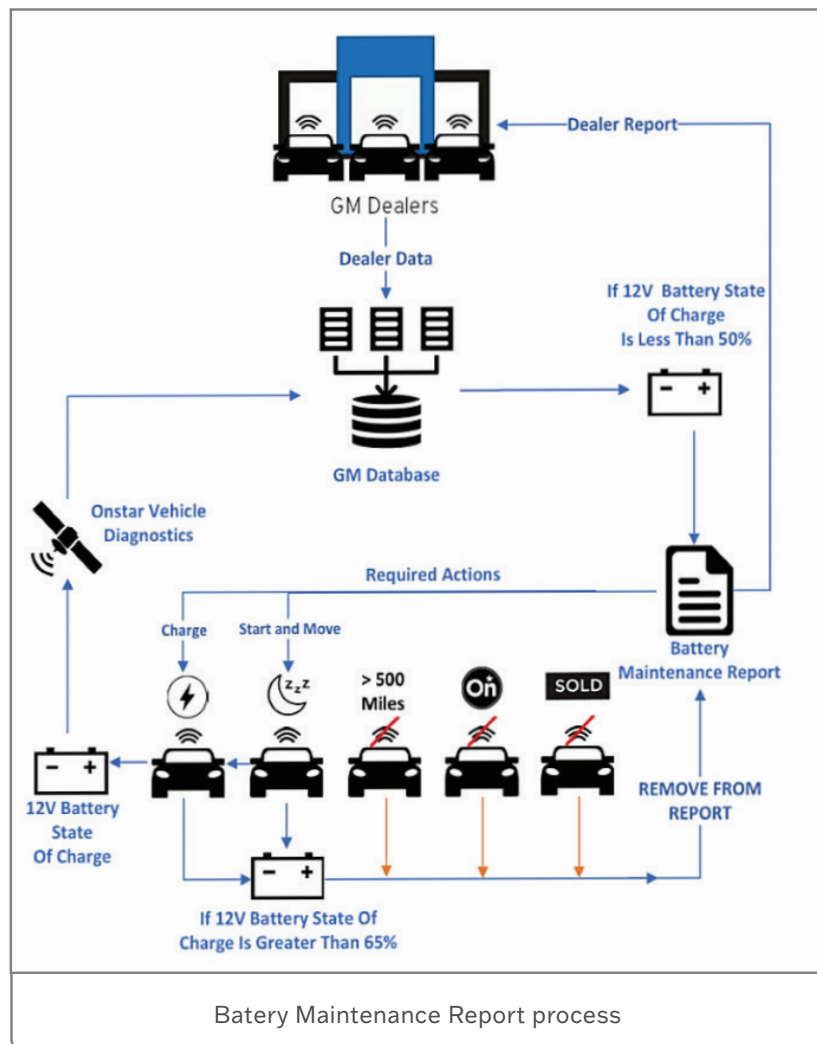 Dealer Report
GM Dealers
Dealer Data
If 12V Battery State
Of Charge
Is Less Than 50%
GM Database
Onstar Vehicle
Diagnostics
Required Actions
Charge
Start and Move
Battery
Maintenance Report
z z Z
> 500
Miles
On
SOLD
12V Battery
State
Of Charge
REMOVE FROM
REPORT
If 12V Battery State Of
Charge Is Greater Than 65%
Batery Maintenance Report process